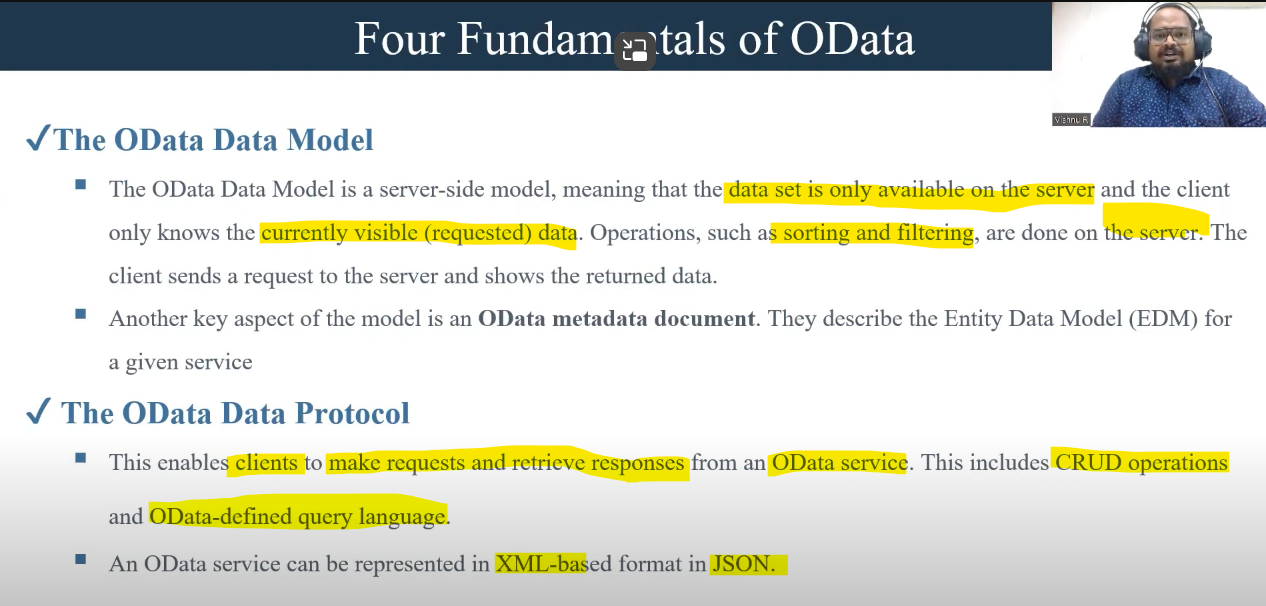 Four Fundamentals of OData
Vishnu R
✓The OData Data Model
▪ The OData Data Model is a server-side model, meaning that the data set is only available on the server and the client
only knows the currently visible (requested) data. Operations, such as sorting and filtering, are done on the server. The
client sends a request to the server and shows the returned data.
▪ Another key aspect of the model is an OData metadata document. They describe the Entity Data Model (EDM) for
a given service
✓ The OData Data Protocol
▪ This enables clients to make requests and retrieve responses from an OData service. This includes CRUD operations
and OData-defined query language.
▪ An OData service can be represented in XML-based format in JSON.